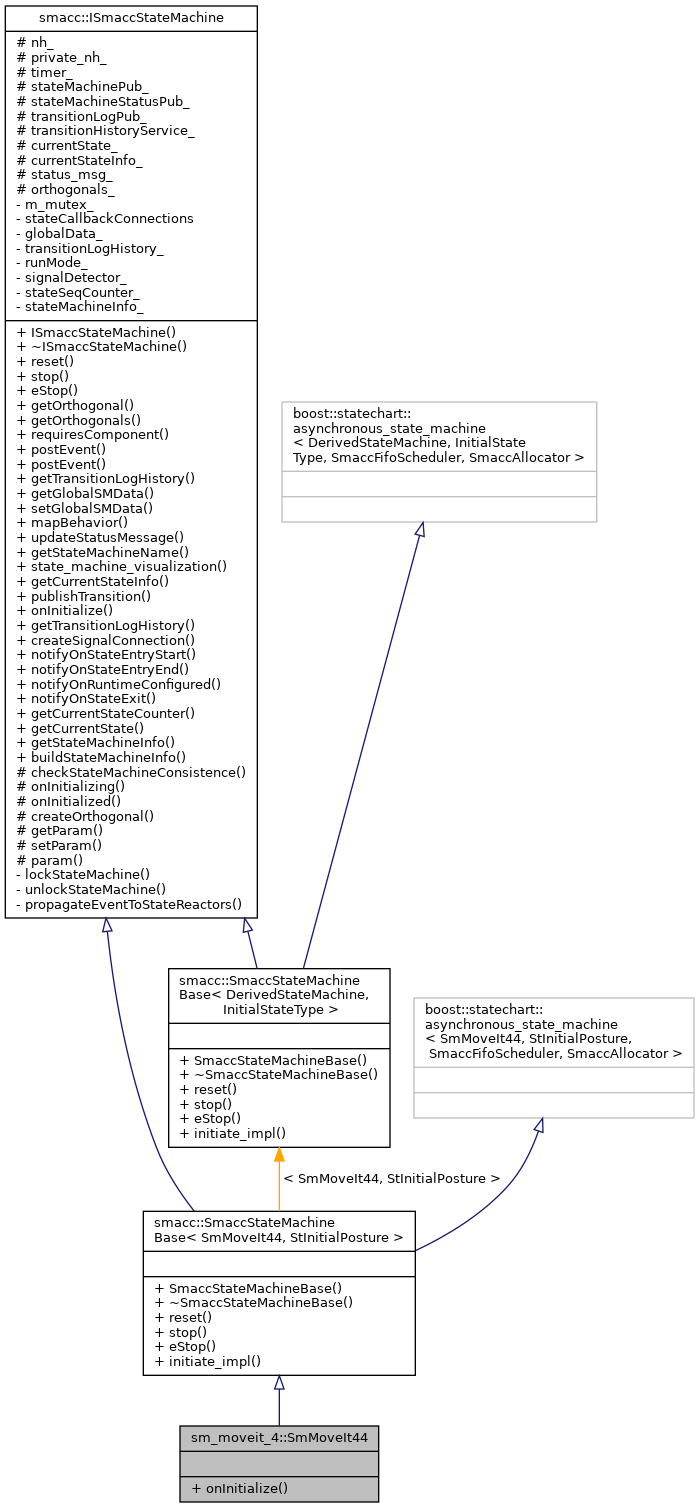 smacc::ISmaccStateMachine
# nh_
# private_nh_
# timer_
# stateMachinePub_
# stateMachineStatusPub_
# transitionLogPub_
# transitionHistoryService_
# currentState_
# currentStateInfo_
# status_msg_
# orthogonals_
- m_mutex_
- stateCallbackConnections
- globalData_
- transitionLogHistory_
- runMode_
- signalDetector_
- stateSeqCounter_
- stateMachineInfo_
+ ISmaccStateMachine()
+ ~ISmaccStateMachine()
+ reset()
+ stop()
+ eStop()
+ getOrthogonal()
+ getOrthogonals()
+ requiresComponent()
+ postEvent()
+ postEvent()
+ getTransitionLogHistory()
+ getGlobalSMData()
+ setGlobalSMData()
+ mapBehavior()
+ updateStatusMessage()
+ getStateMachineName()
+ state_machine_visualization()
+ getCurrentStateInfo()
+ publishTransition()
+ onInitialize()
+ getTransitionLogHistory()
+ createSignalConnection()
+ notifyOnStateEntryStart()
+ notifyOnStateEntryEnd()
+ notifyOnRuntimeConfigured()
+ notifyOnStateExit()
+ getCurrentStateCounter()
+ getCurrentState()
+ getStateMachineInfo()
+ buildStateMachineInfo()
# checkStateMachineConsistence()
# onInitializing()
# onInitialized()
# createOrthogonal()
# getParam()
# setParam()
# param()
- lockStateMachine()
- unlockStateMachine()
- propagateEventToStateReactors()
boost::statechart::
asynchronous_state_machine
< DerivedStateMachine, InitialState
Type, SmaccFifoScheduler, SmaccAllocator >
smacc::SmaccStateMachine
Base< DerivedStateMachine,
InitialStateType >
+ SmaccStateMachineBase()
+ ~SmaccStateMachineBase()
+ reset()
+ stop()
+ eStop()
+ initiate_impl()
boost::statechart::
asynchronous_state_machine
< SmMoveIt44, StInitialPosture,
SmaccFifoScheduler, SmaccAllocator >
< SmMoveIt44, StInitialPosture >
smacc::SmaccStateMachine
Base< SmMoveIt44, StInitialPosture >
+ SmaccStateMachineBase()
+ ~SmaccStateMachineBase()
+ reset()
+ stop()
+ eStop()
+ initiate_impl()
sm_moveit_4::SmMoveIt44
+ onInitialize()